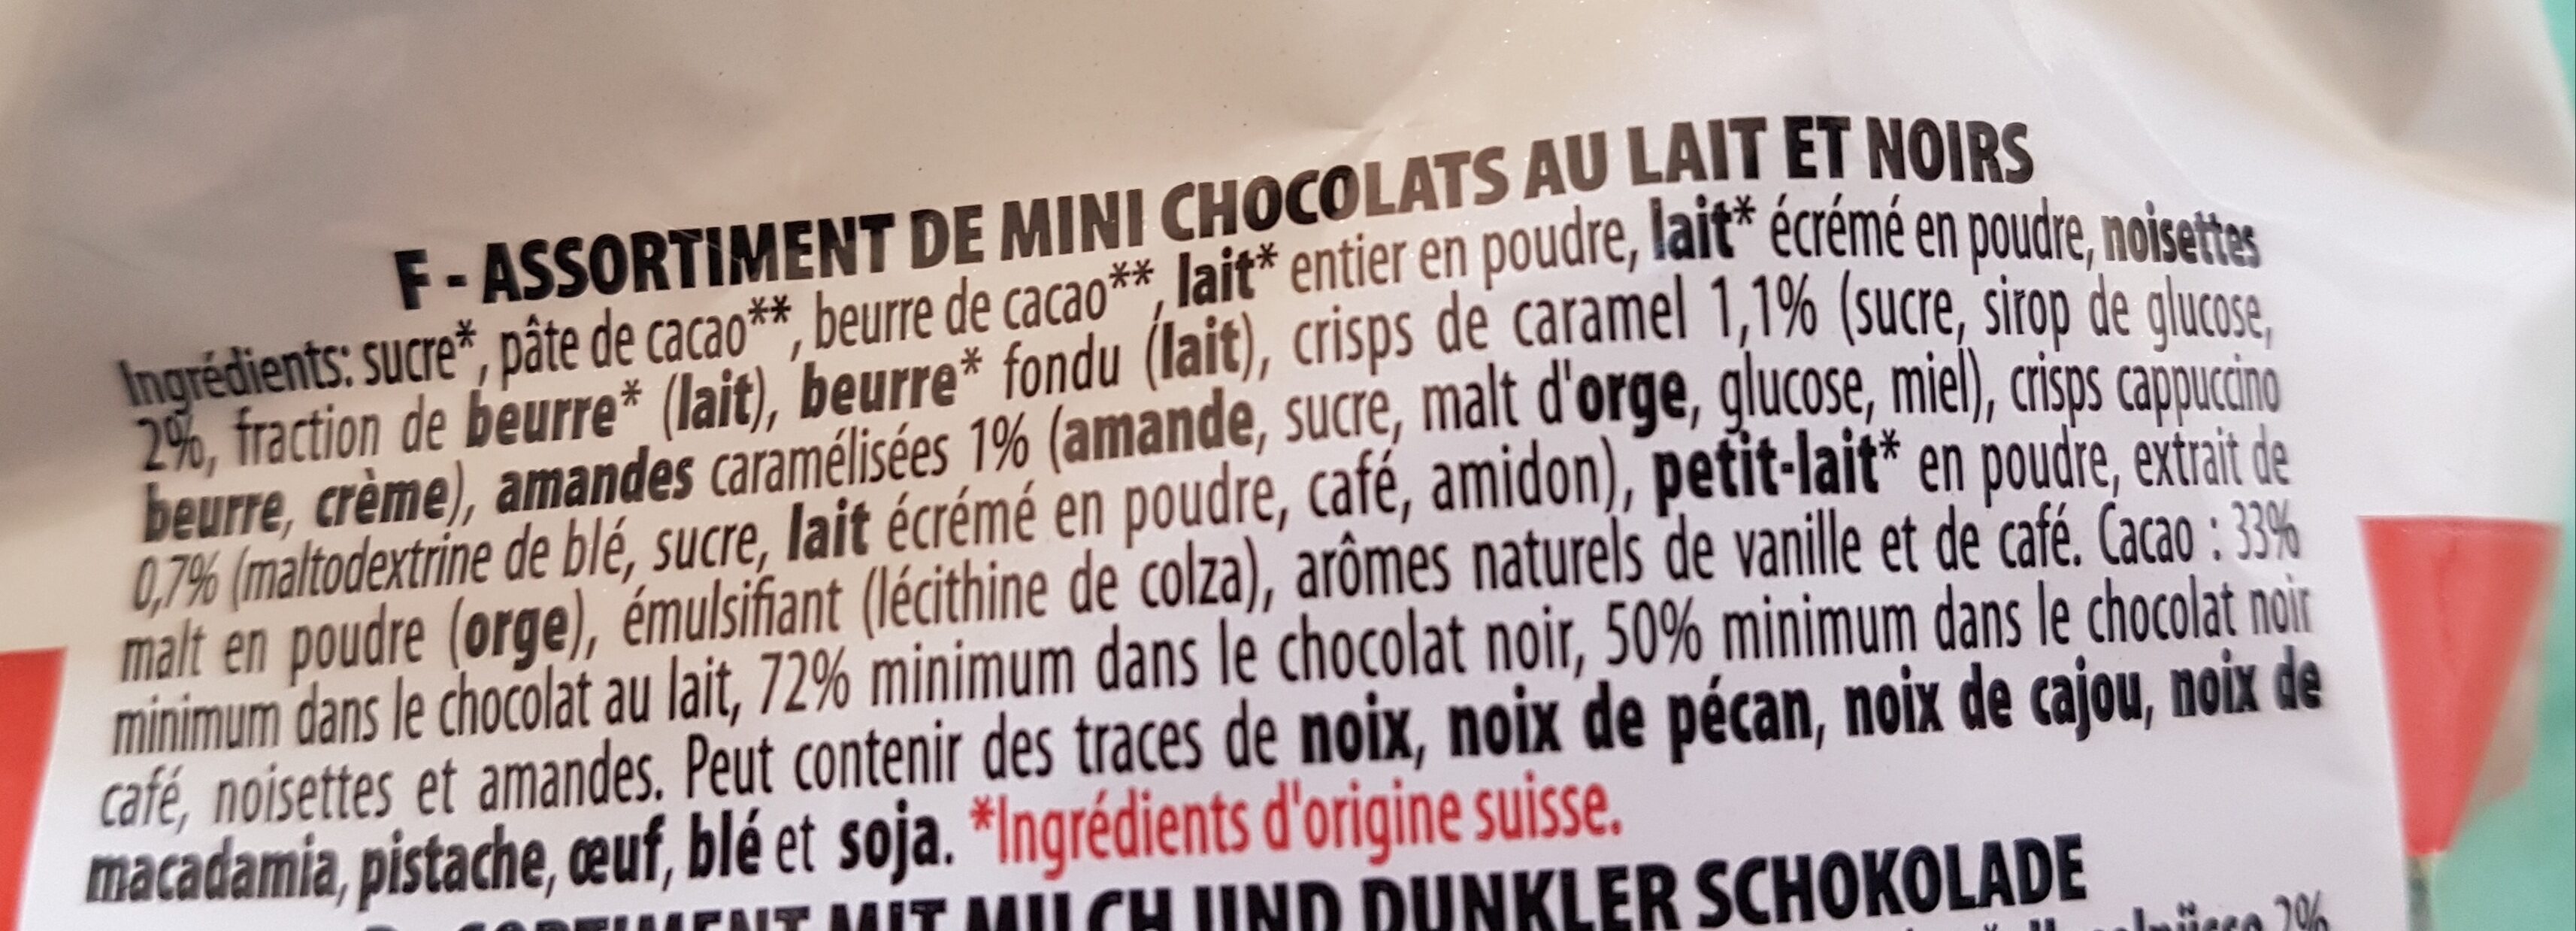 F - ASSORTIMENT DE MINI CHOCOLATS AU LAIT ET NOIRS
Ingrédients: sucre*, pâte de cacao**, beurre de cacao**, lait* entier en poudre, lait* écrémé en poudre, noisettes
2%, fraction de beurre* (lait), beurre* fondu (lait), crisps de caramel 1,1% (sucre, sirop de glucose,
beurre, crème), amandes caramélisées 1% (amande, sucre, malt d'orge, glucose, miel), crisps cappuccino
0,7% (maltodextrine de blé, sucre, lait écrémé en poudre, café, amidon), petit-lait* en poudre, extrait de
malt en poudre (orge), émulsifiant (lécithine de colza), arômes naturels de vanille et de café. Cacao : 33%
minimum dans le chocolat au lait, 72% minimum dans le chocolat noir, 50% minimum dans le chocolat noir
café, noisettes et amandes. Peut contenir des traces de noix, noix de pécan, noix de cajou, noix de
macadamia, pistache, œuf, blé et soja. *Ingrédients d'origine suisse.
MIT MILCH UND DUNKLER SCHOKOLADE
2%